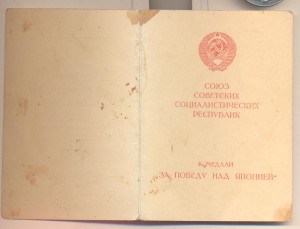 СОЮЗ
СОВЕТСКИХ
СОЦИАЛИСТИЧЕСКИХ
РЕСПУБЛИК
К МЕДАЛИ
"ЗА ПОБЕДУ НАД ЯПОНИЕЙ"